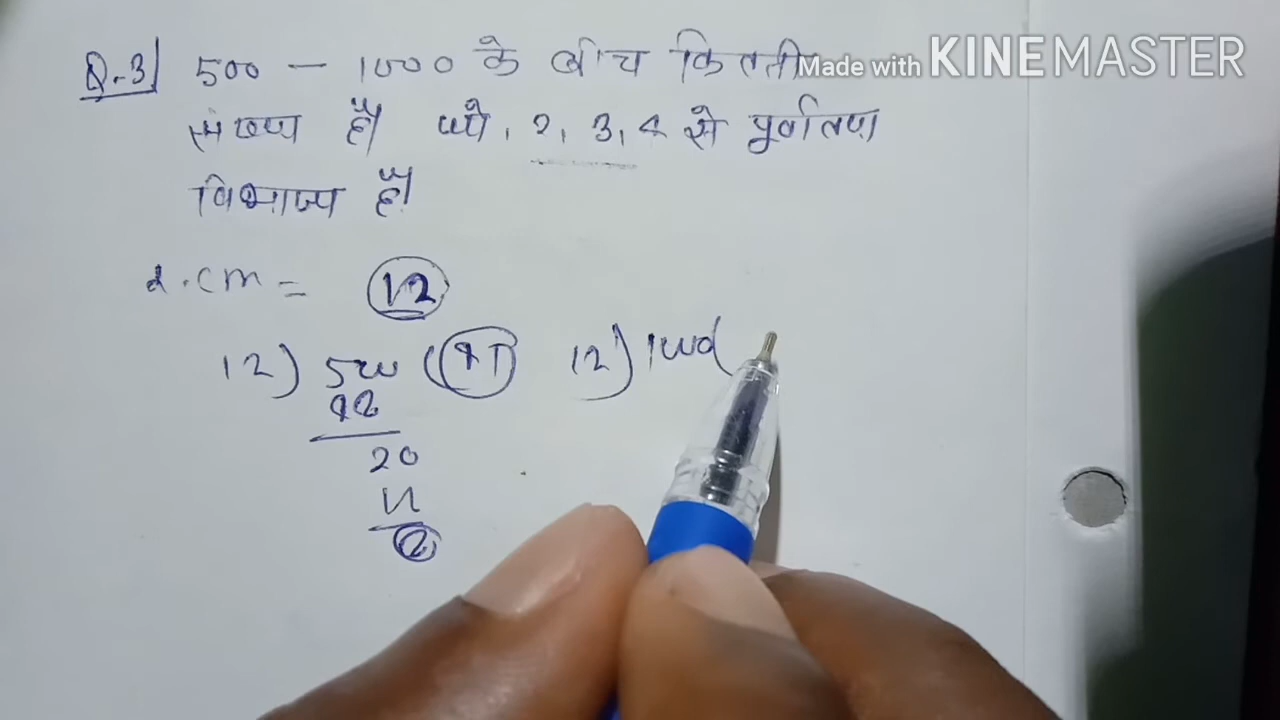 Q.3| 500 - 1000 के बीच कितनी
Made with KINEMASTER
संख्या है। जो, 2, 3, 4 से पूर्णतया
विभाज्य है।
L.CM = 12
12) 500 (41 12) 1000(
48
20
12